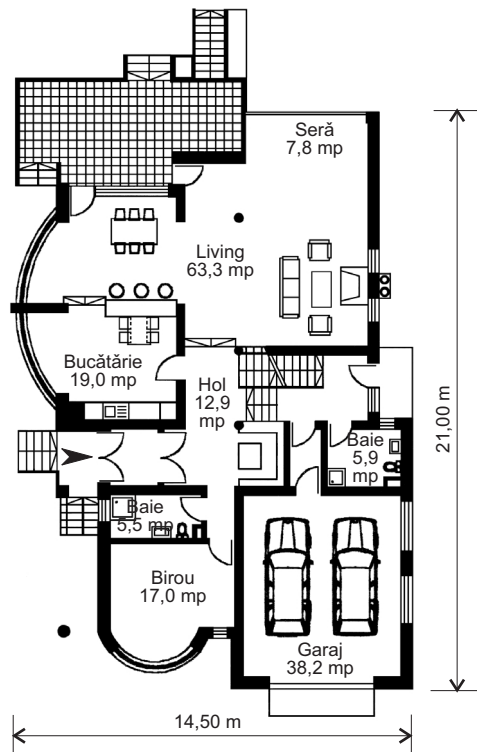 Seră
7,8 mp
Living
63,3 mp
Bucătărie
19,0 mp
Hol
12,9
mp
Baie
5,9
mp
Baie
5,5 mp
Birou
17,0 mp
Garaj
38,2 mp
21,00 m
14,50 m